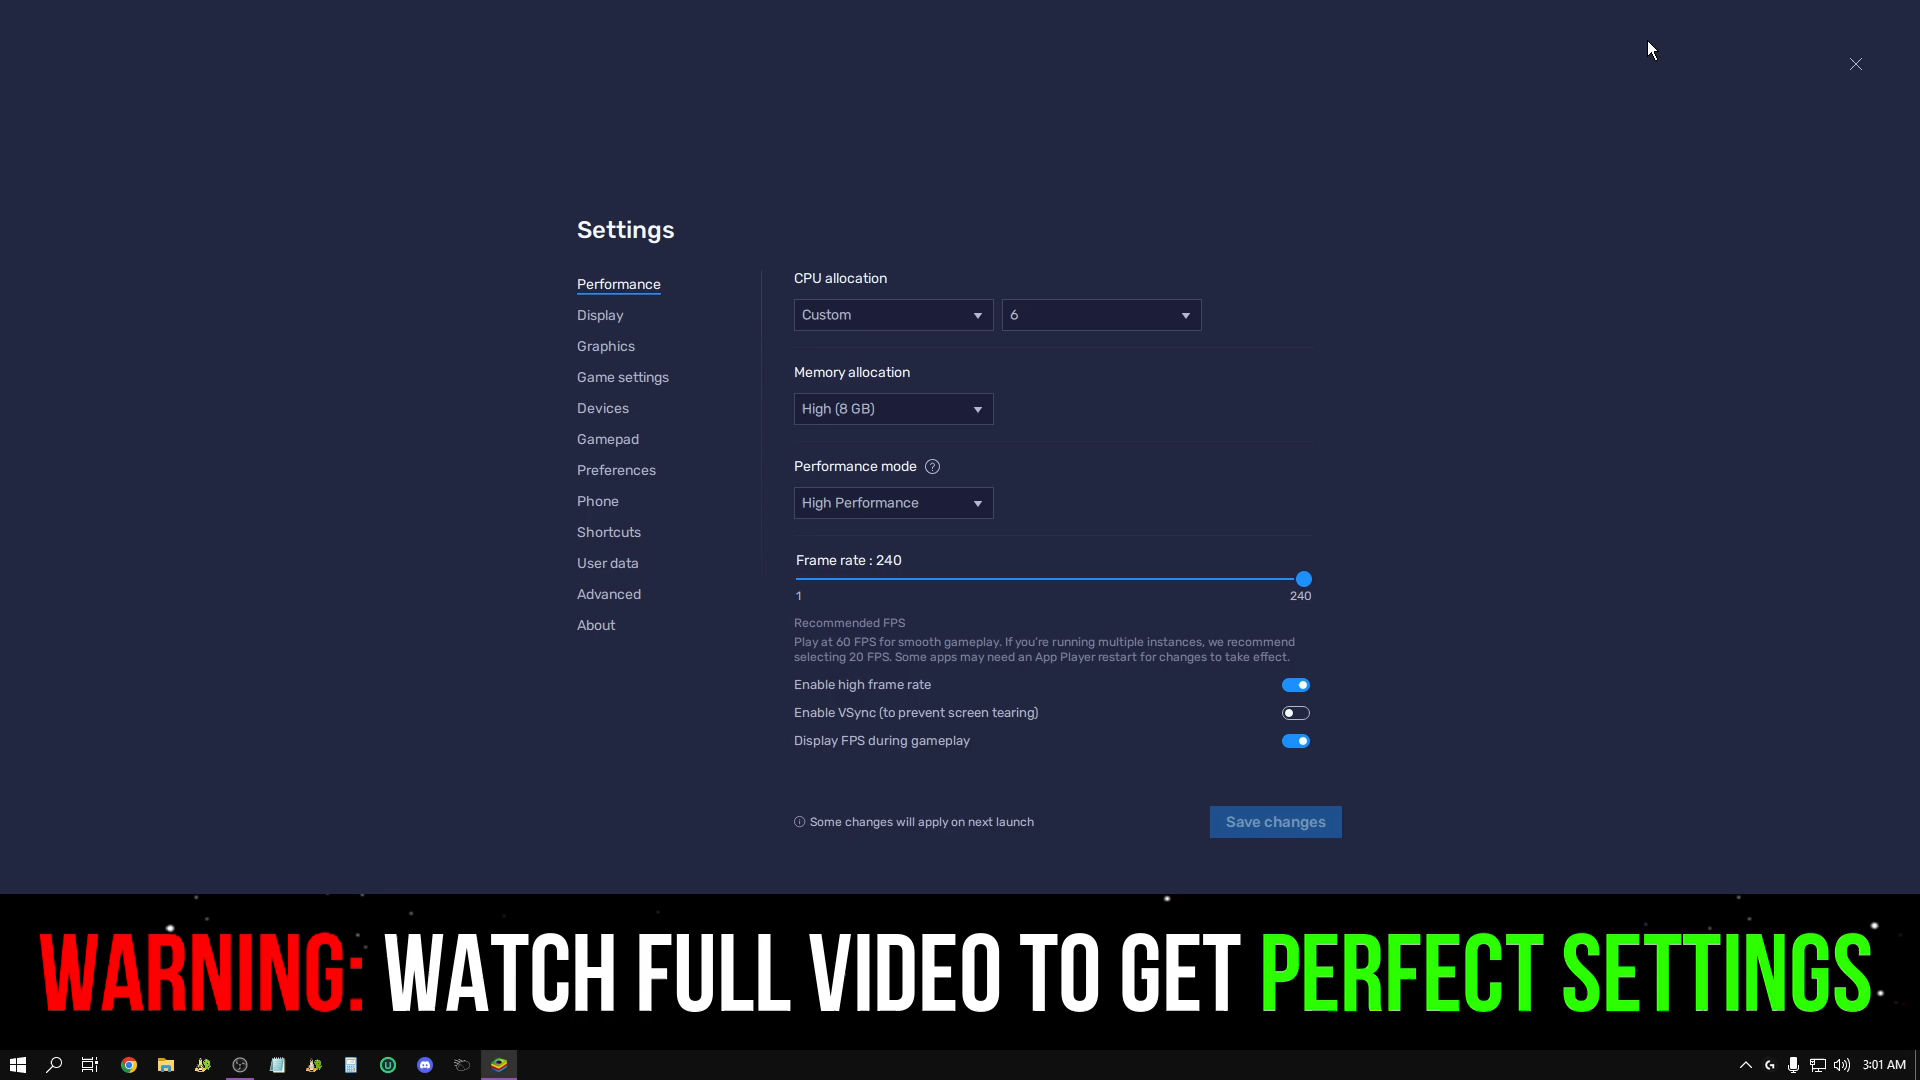 Settings
Performance
Display
Graphics
Game settings
Devices
Gamepad
Preferences
Phone
Shortcuts
User data
Advanced
About
CPU allocation
Custom 6
Memory allocation
High (8 GB)
Performance mode ?
High Performance
Frame rate : 240
1 240
Recommended FPS
Play at 60 FPS for smooth gameplay. If you're running multiple instances, we recommend
selecting 20 FPS. Some apps may need an App Player restart for changes to take effect.
Enable high frame rate
Enable VSync (to prevent screen tearing)
Display FPS during gameplay
Some changes will apply on next launch
Save changes
WARNING: WATCH FULL VIDEO TO GET PERFECT SETTINGS
3:01 AM